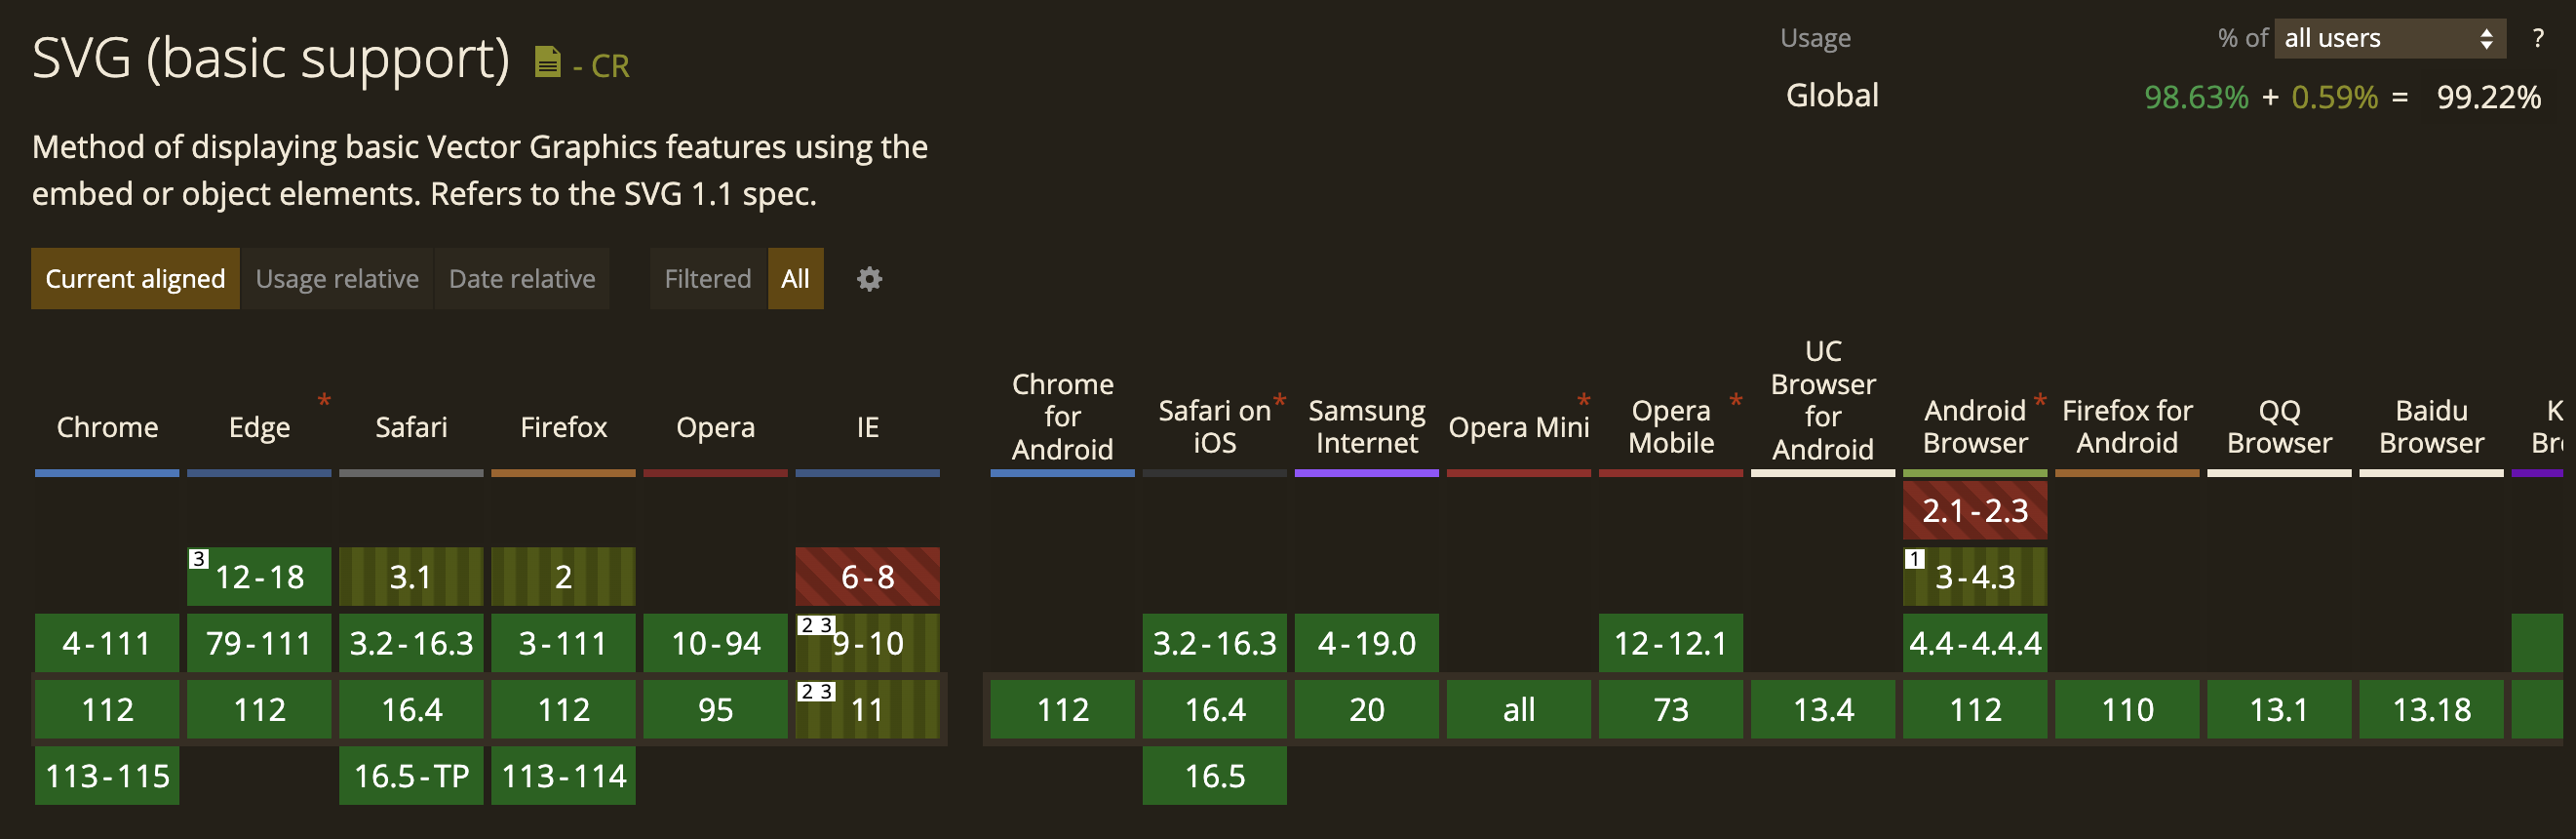 SVG (basic support) - CR
Usage % of all users ?
Global 98.63% + 0.59% = 99.22%
Method of displaying basic Vector Graphics features using the
embed or object elements. Refers to the SVG 1.1 spec.
Current aligned Usage relative Date relative Filtered All
Chrome
Edge *
Safari
Firefox
Opera
IE
Chrome
for
Android
Safari on *
iOS
Samsung
Internet
Opera Mini *
Opera *
Mobile
UC
Browser
for
Android
Android *
Browser
Firefox for
Android
QQ
Browser
Baidu
Browser
2.1-2.3
3 12-18 3.1 2 6-8 1 3-4.3
4-111 79-111 3.2-16.3 3-111 10-94 2 3 9-10 3.2-16.3 4-19.0 12-12.1 4.4-4.4.4
112 112 16.4 112 95 2 3 11 112 16.4 20 all 73 13.4 112 110 13.1 13.18
113-115 16.5-TP 113-114 16.5